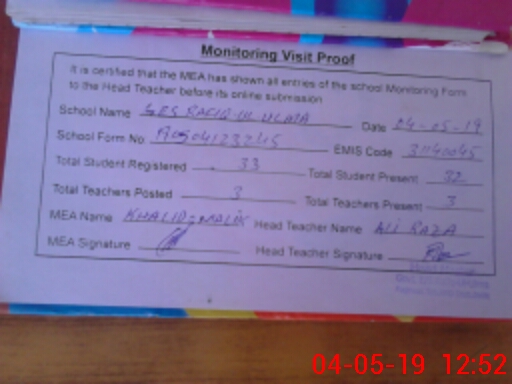 Monitoring Visit Proof
It is certified that the MEA has shown all entries of the school Monitoring Form
to the Head Teacher before its online submission
School Name GES RAFIQ UL ULMA Date 04-05-19
School Form No EMIS Code 31140045
Total Student Registered 33 Total Student Present 32
Total Teachers Posted 3 Total Teachers Present 3
MEA Name KHALID MALIK Head Teacher Name ALI RAZA
MEA Signature Head Teacher Signature
04-05-19 12:52